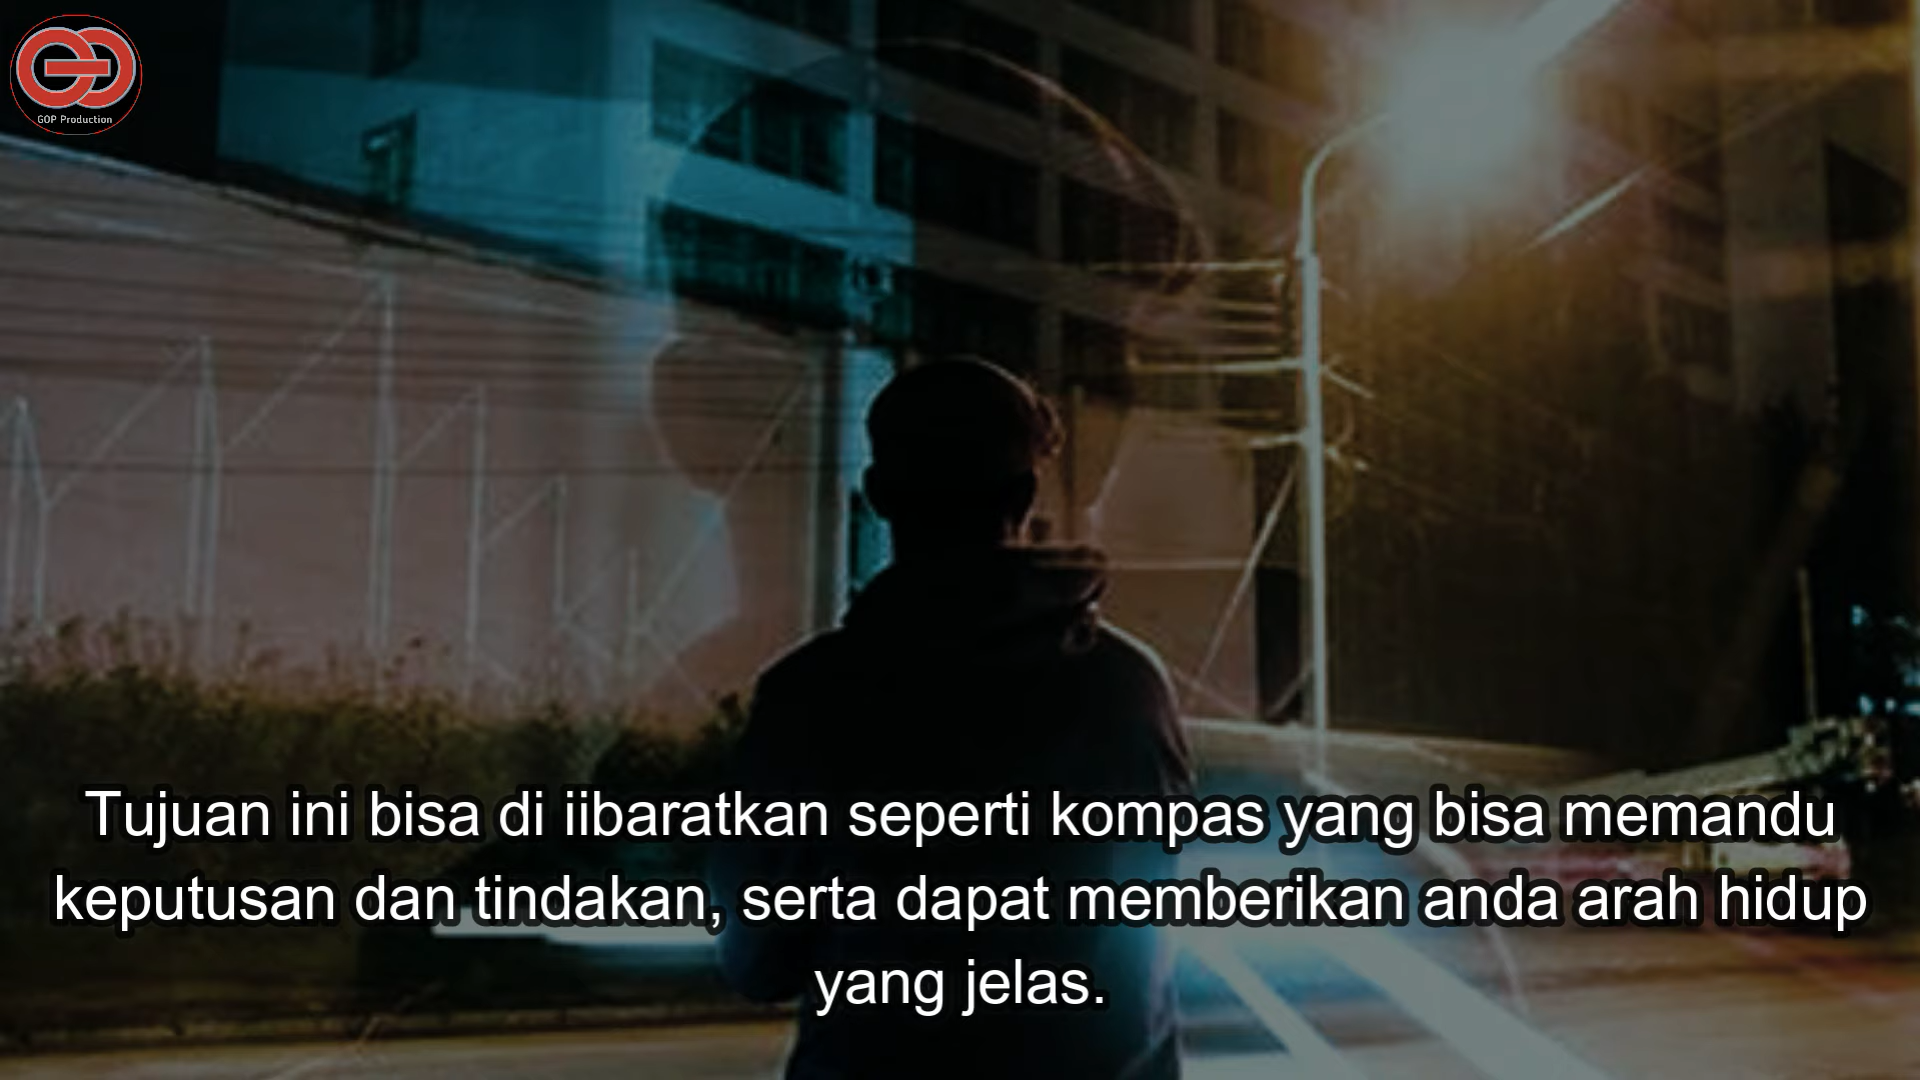 GOP Production
Tujuan ini bisa di iibaratkan seperti kompas yang bisa memandu
keputusan dan tindakan, serta dapat memberikan anda arah hidup
yang jelas.